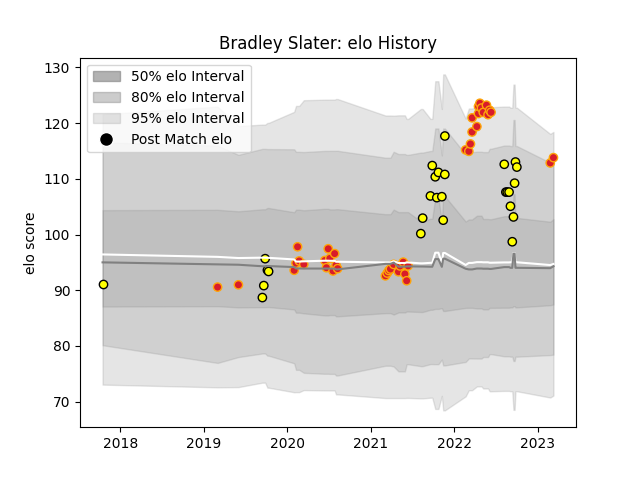 Bradley Slater: elo History
50% elo Interval
80% elo Interval
95% elo Interval
Post Match elo
elo score
130
120
110
100
90
80
70
2018
2019
2020
2021
2022
2023